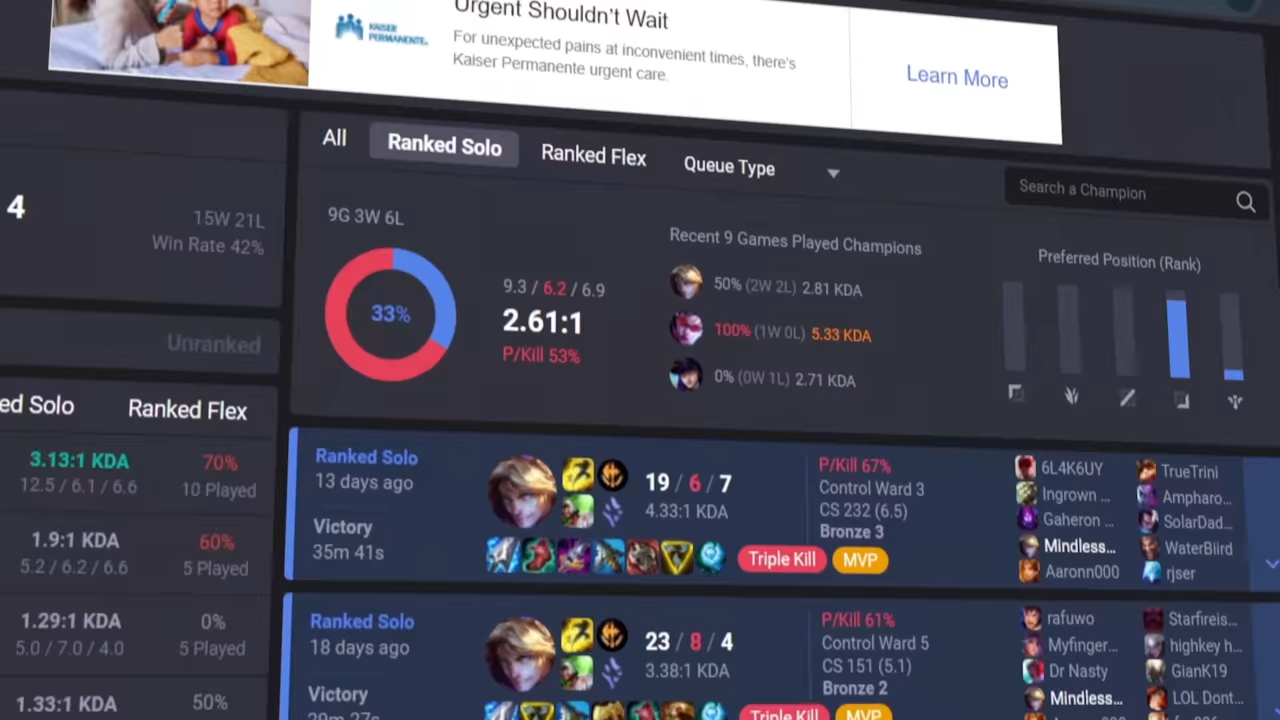 Urgent Shouldn't Wait
KAISER
PERMANENTE.
For unexpected pains at inconvenient times, there's
Kaiser Permanente urgent care.
Learn More
All
Ranked Solo
Ranked Flex
Queue Type
Search a Champion
4
15W 21L
Win Rate 42%
Unranked
ed Solo
Ranked Flex
3.13:1 KDA
70%
12.5 / 6.1 / 6.6
10 Played
1.9:1 KDA
60%
5.2 / 6.2 / 6.6
5 Played
1.29:1 KDA
0%
5.0 / 7.0 / 4.0
5 Played
1.33:1 KDA
50%
9G 3W 6L
33%
9.3 / 6.2 / 6.9
2.61:1
P/Kill 53%
Recent 9 Games Played Champions
50% (2W 2L) 2.81 KDA
100% (1W 0L) 5.33 KDA
0% (0W 1L) 2.71 KDA
Preferred Position (Rank)
Ranked Solo
13 days ago
Victory
35m 41s
19 / 6 / 7
4.33:1 KDA
Triple Kill
MVP
P/Kill 67%
Control Ward 3
CS 232 (6.5)
Bronze 3
6L4K6UY
Ingrown ...
Gaheron ...
Mindless...
Aaronn000
TrueTrini
Ampharo...
SolarDad...
WaterBlird
rjser
Ranked Solo
18 days ago
Victory
23 / 8 / 4
3.38:1 KDA
Triple Kill
MVP
P/Kill 61%
Control Ward 5
CS 151 (5.1)
Bronze 2
rafuwo
Myfinger...
Dr Nasty
Mindless...
Starfireis...
highkey h...
GianK19
LOL Dont...